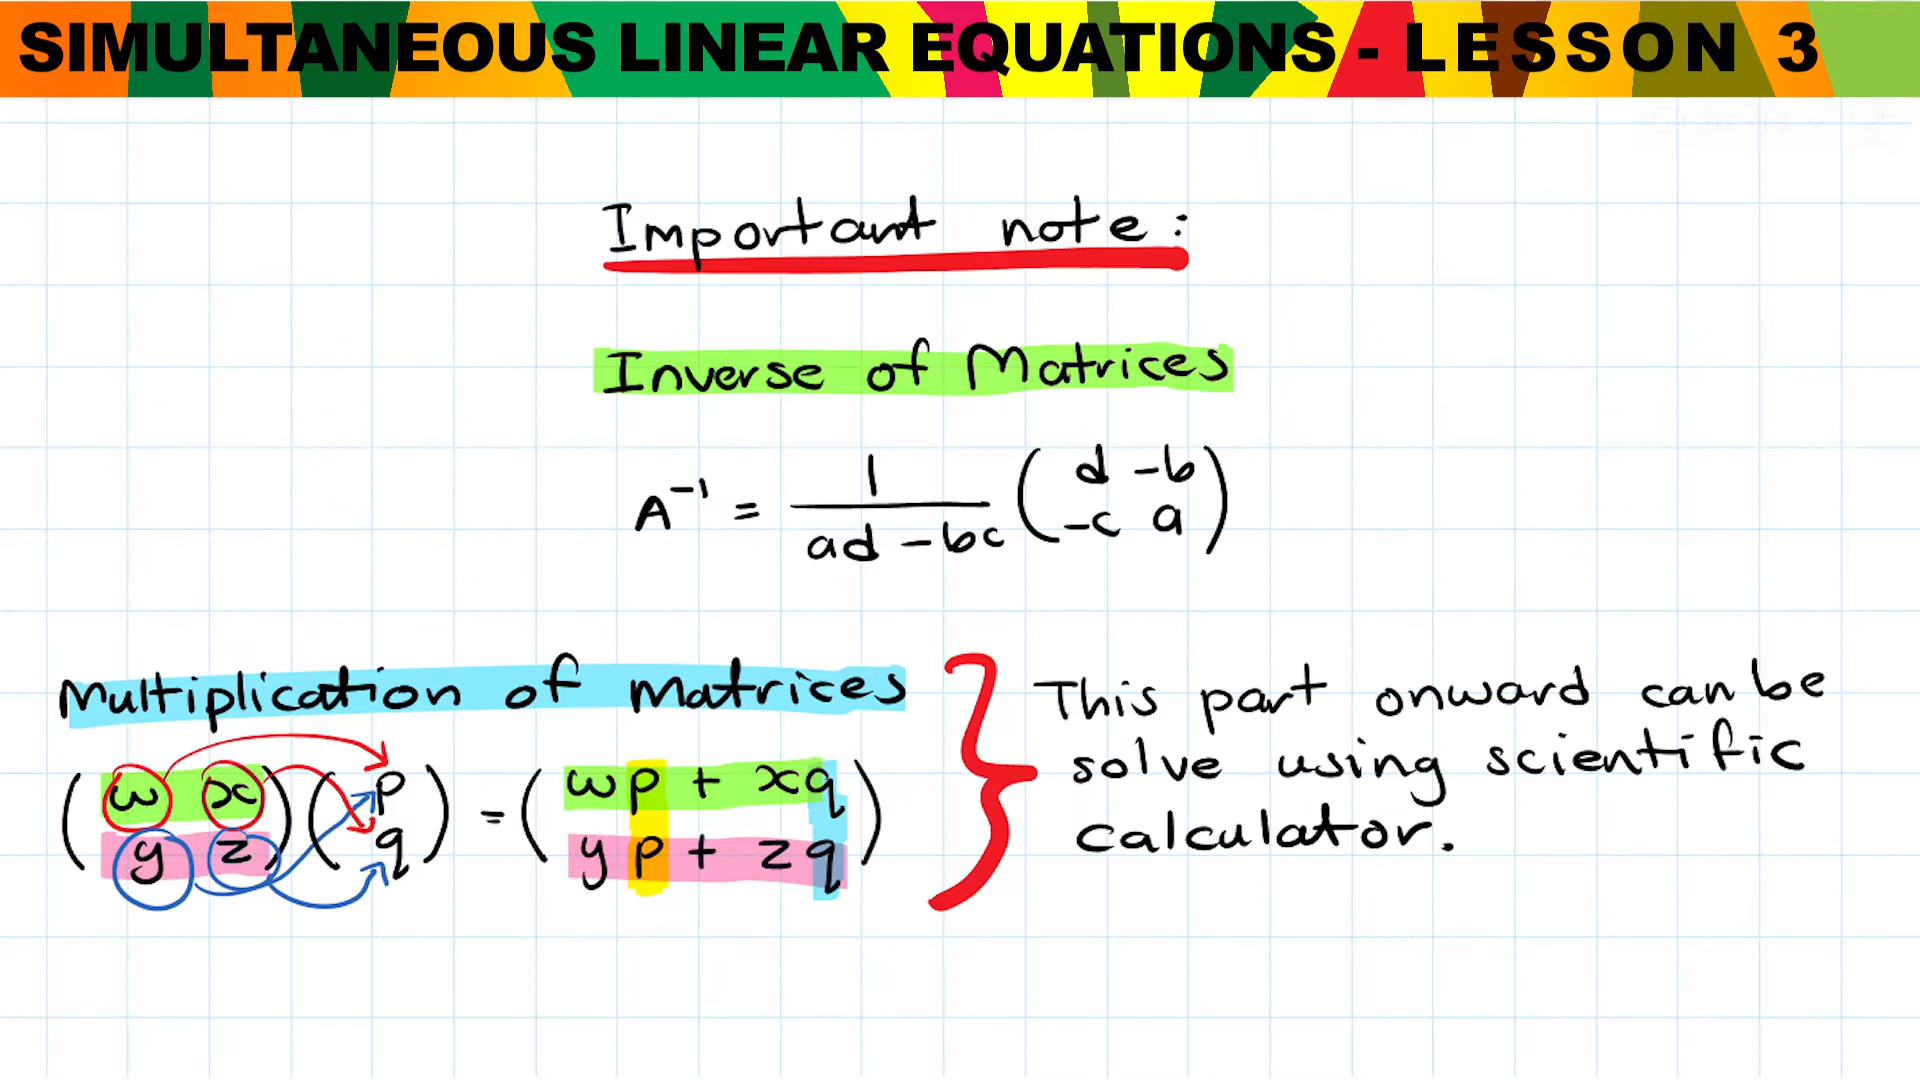 SIMULTANEOUS LINEAR EQUATIONS - LESSON 3
Important note:
Inverse of Matrices
A⁻¹ = 1/(ad - bc) (d -b
-c a)
Multiplication of matrices
(w x) (p) = (wp + xq)
(y z) (q) (yp + zq)
This part onward can be
solve using scientific
calculator.